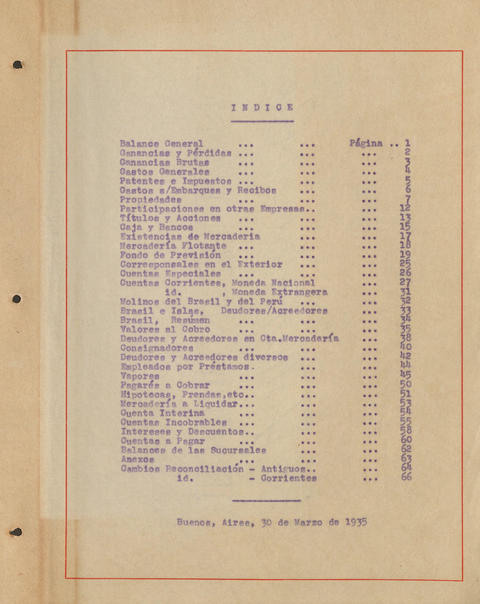 INDICE
Balance General ... ... Página .. 1
Ganancias y Pérdidas ... ... ... 2
Ganancias Brutas ... ... ... 3
Gastos Generales ... ... ... 4
Patentes e Impuestos ... ... ... 5
Gastos s/Embarques y Recibos ... ... 6
Propiedades ... ... ... 7
Participaciones en otras Empresas.. ... 12
Títulos y Acciones ... ... ... 13
Caja y Bancos ... ... ... 15
Existencias de Mercaderia ... ... 17
Mercadería Flotante ... ... ... 18
Fondo de Previsión ... ... ... 19
Corresponsales en el Exterior ... ... 25
Cuentas Especiales ... ... ... 26
Cuentas Corrientes, Moneda Nacional ... 27
id. , Moneda Extrangera ... 31
Molinos del Brasil y del Perú ... ... 32
Brasil e Islas, Deudores/Acreedores ... 33
Brasil, Resúmen ... ... ... 34
Valores al Cobro ... ... ... 35
Deudores y Acreedores en Cta.Mercadería ... 38
Consignadores ... ... ... 40
Deudores y Acreedores diversos ... ... 42
Empleados por Préstamos. ... ... 44
Vapores ... ... ... 45
Pagarés a Cobrar ... ... ... 50
Hipotecas, Prendas,etc.. ... ... 51
Mercadería a Liquidar... ... ... 53
Cuenta Interina ... ... ... 54
Cuentas Incobrables ... ... ... 55
Intereses y Descuentos.. ... ... 58
Cuentas a Pagar ... ... ... 60
Balances de las Sucursales ... ... 62
Anexos ... ... ... 63
Cambios Reconciliación - Antiguos.. ... 64
id. - Corrientes ... 66
Buenos, Aires, 30 de Marzo de 1935